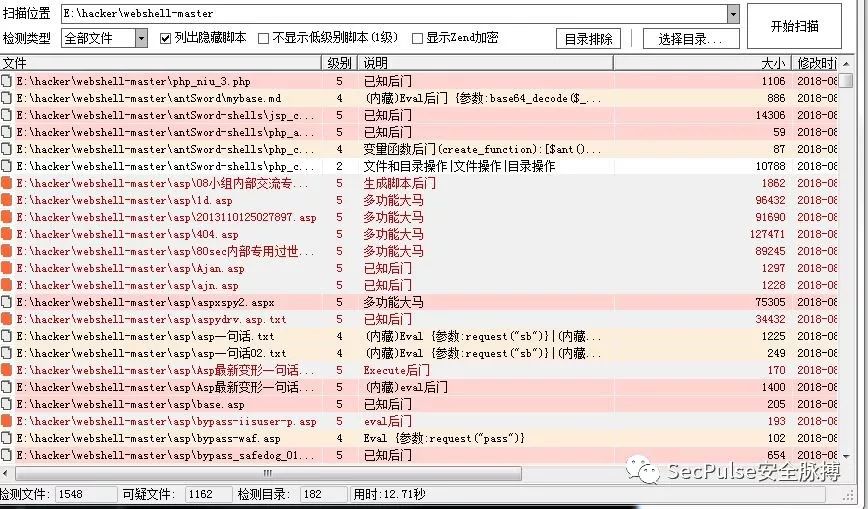 扫描位置 E:\hacker\webshell-master 开始扫描
检测类型 全部文件 列出隐藏脚本 不显示低级别脚本(1级) 显示Zend加密 目录排除 选择目录...
文件 级别 说明 大小 修改时间
E:\hacker\webshell-master\php_niu_3.php 5 已知后门 1106 2018-08
E:\hacker\webshell-master\antSword\mybase.md 4 (内藏)Eval后门 {参数:base64_decode($_... 886 2018-08
E:\hacker\webshell-master\antSword-shells\jsp_c... 5 已知后门 14306 2018-08
E:\hacker\webshell-master\antSword-shells\php_a... 5 已知后门 59 2018-08
E:\hacker\webshell-master\antSword-shells\php_c... 4 变量函数后门(create_function):[$ant()... 87 2018-08
E:\hacker\webshell-master\antSword-shells\php_c... 2 文件和目录操作|文件操作|目录操作 10788 2018-08
E:\hacker\webshell-master\asp\08小组内部交流专... 5 生成脚本后门 1862 2018-08
E:\hacker\webshell-master\asp\1d.asp 5 多功能大马 96432 2018-08
E:\hacker\webshell-master\asp\2013110125027897.asp 5 多功能大马 91690 2018-08
E:\hacker\webshell-master\asp\404.asp 5 多功能大马 127471 2018-08
E:\hacker\webshell-master\asp\80sec内部专用过世... 5 多功能大马 89245 2018-08
E:\hacker\webshell-master\asp\Ajan.asp 5 已知后门 1297 2018-08
E:\hacker\webshell-master\asp\ajn.asp 5 已知后门 1228 2018-08
E:\hacker\webshell-master\asp\aspxspy2.aspx 5 多功能大马 75305 2018-08
E:\hacker\webshell-master\asp\aspydrv.asp.txt 5 已知后门 34432 2018-08
E:\hacker\webshell-master\asp\asp一句话.txt 4 (内藏)Eval {参数:request("sb")}|(内藏... 1225 2018-08
E:\hacker\webshell-master\asp\asp一句话02.txt 4 (内藏)Eval {参数:request("sb")}|(内藏... 249 2018-08
E:\hacker\webshell-master\asp\Asp最新变形一句话... 5 Execute后门 170 2018-08
E:\hacker\webshell-master\asp\Asp最新变形一句话... 5 (内藏)eval后门 1400 2018-08
E:\hacker\webshell-master\asp\base.asp 5 已知后门 205 2018-08
E:\hacker\webshell-master\asp\bypass-iisuser-p.asp 5 eval后门 193 2018-08
E:\hacker\webshell-master\asp\bypass-waf.asp 4 Eval {参数:request("pass")} 102 2018-08
E:\hacker\webshell-master\asp\bypass_safedog_01... 5 已知后门 654 2018-08
SecPulse安全脉搏
检测文件: 1548 可疑文件: 1162 检测目录: 182 用时:12.71秒